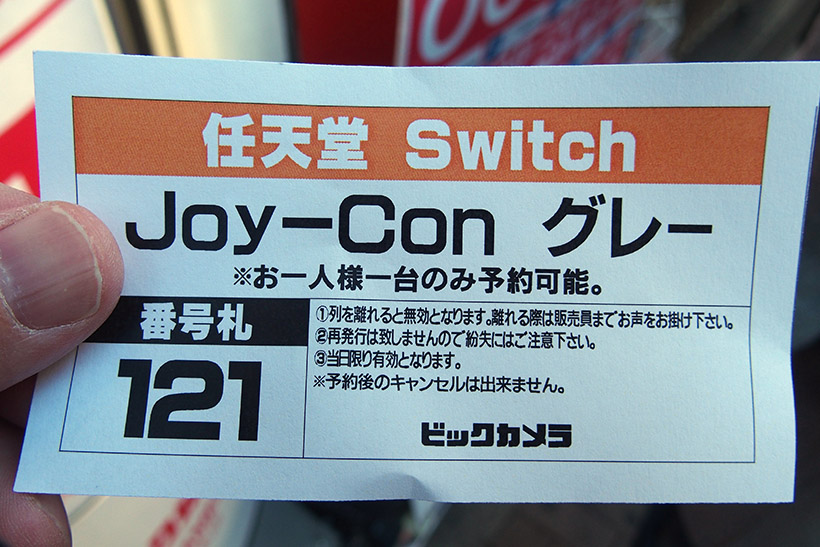 任天堂 Switch
Joy-Con グレー
※お一人様一台のみ予約可能。
番号札
121
①列を離れると無効となります。離れる際は販売員までお声をお掛け下さい。
②再発行は致しませんので紛失にはご注意下さい。
③当日限り有効となります。
※予約後のキャンセルは出来ません。
ビックカメラ